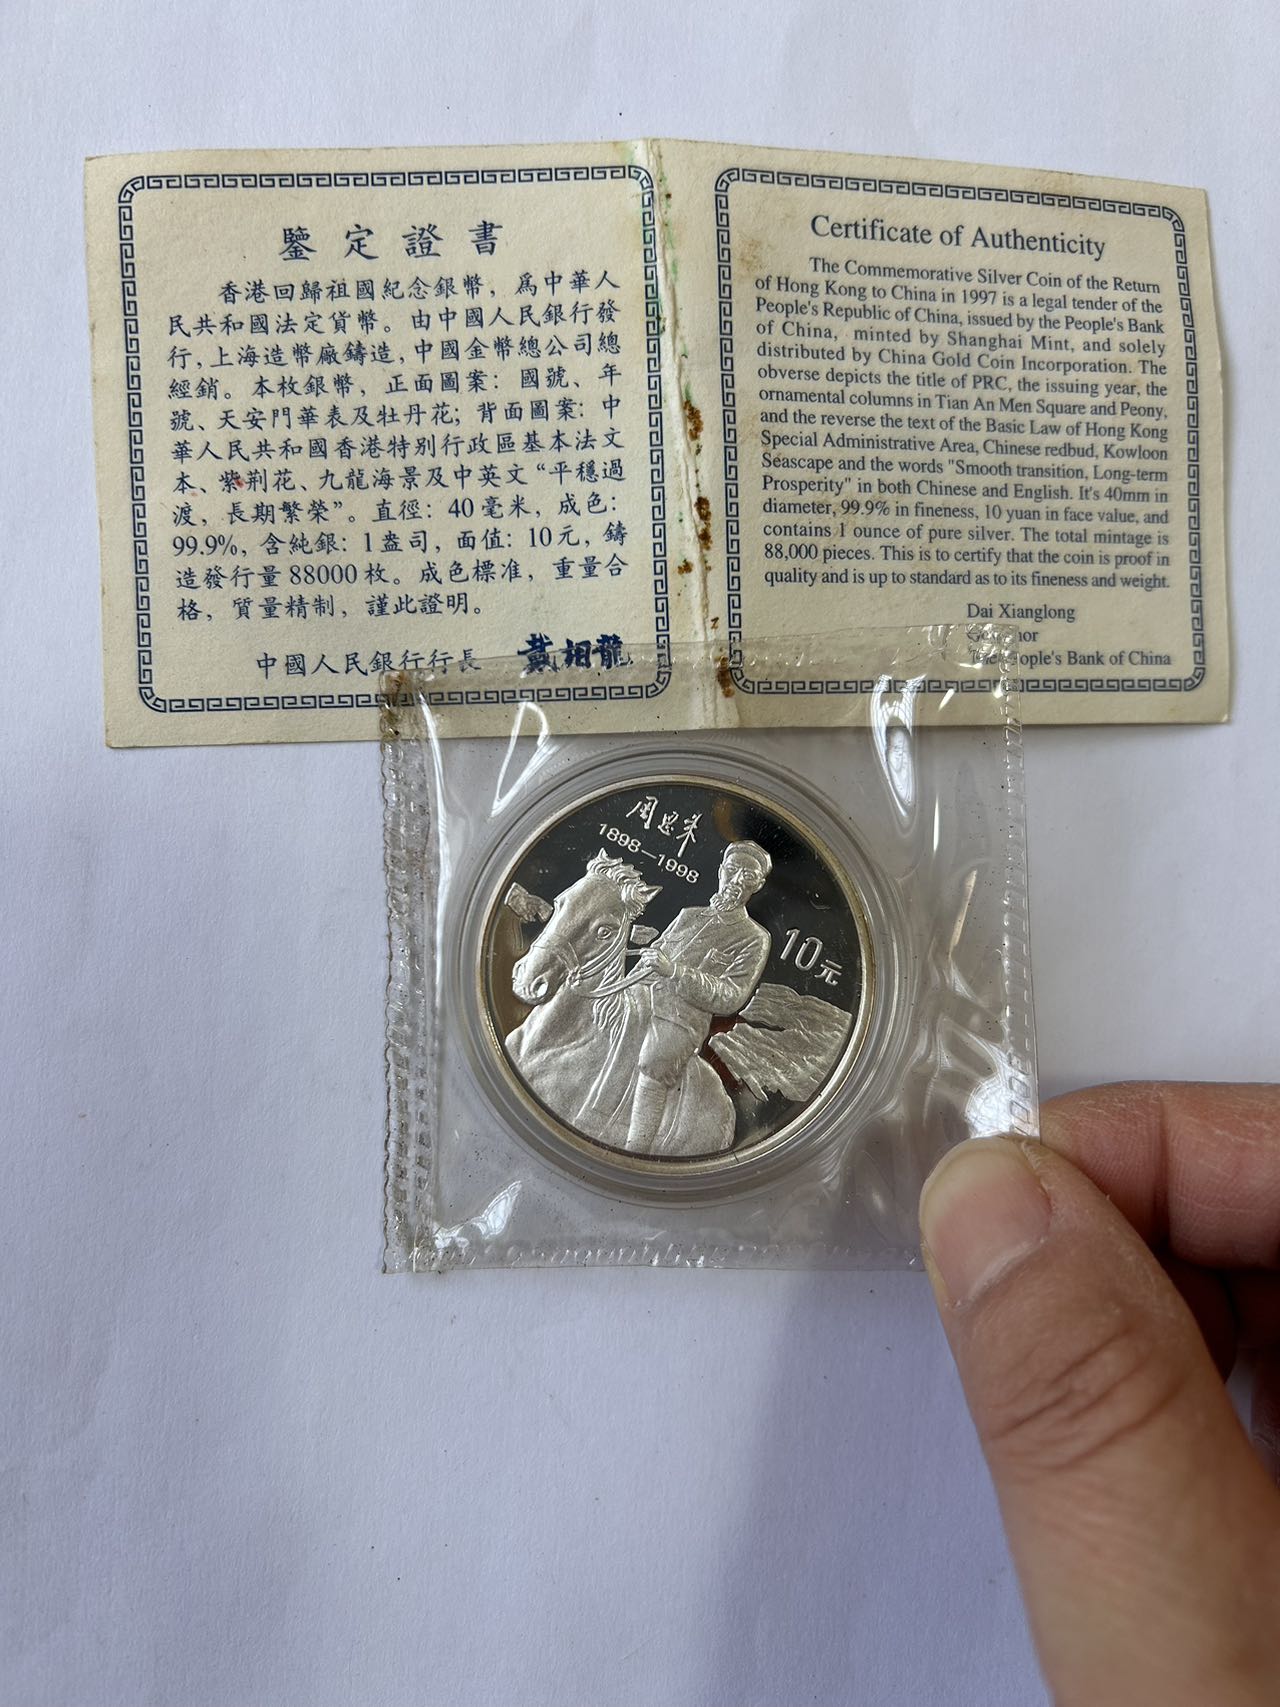 鑒定證書
香港回歸祖國紀念銀幣，爲中華人
民共和國法定貨幣。由中國人民銀行發
行，上海造幣廠鑄造，中國金幣總公司總
經銷。本枚銀幣，正面圖案：國號、年
號、天安門華表及牡丹花；背面圖案：中
華人民共和國香港特别行政區基本法文
本、紫荆花、九龍海景及中英文“平穩過
渡，長期繁榮”。直徑：40毫米，成色：
99.9%，含純銀：1盎司，面值：10元，鑄
造發行量88000枚。成色標准，重量合
格，質量精制，謹此證明。
中國人民銀行行長 戴相龍
Certificate of Authenticity
The Commemorative Silver Coin of the Return
of Hong Kong to China in 1997 is a legal tender of the
People's Republic of China, issued by the People's Bank
of China, minted by Shanghai Mint, and solely
distributed by China Gold Coin Incorporation. The
obverse depicts the title of PRC, the issuing year, the
ornamental columns in Tian An Men Square and Peony,
and the reverse the text of the Basic Law of Hong Kong
Special Administrative Area, Chinese redbud, Kowloon
Seascape and the words "Smooth transition, Long-term
Prosperity" in both Chinese and English. It's 40mm in
diameter, 99.9% in fineness, 10 yuan in face value, and
contains 1 ounce of pure silver. The total mintage is
88,000 pieces. This is to certify that the coin is proof in
quality and is up to standard as to its fineness and weight.
Dai Xianglong
Governor
The People's Bank of China
周恩来
1898—1998
10元